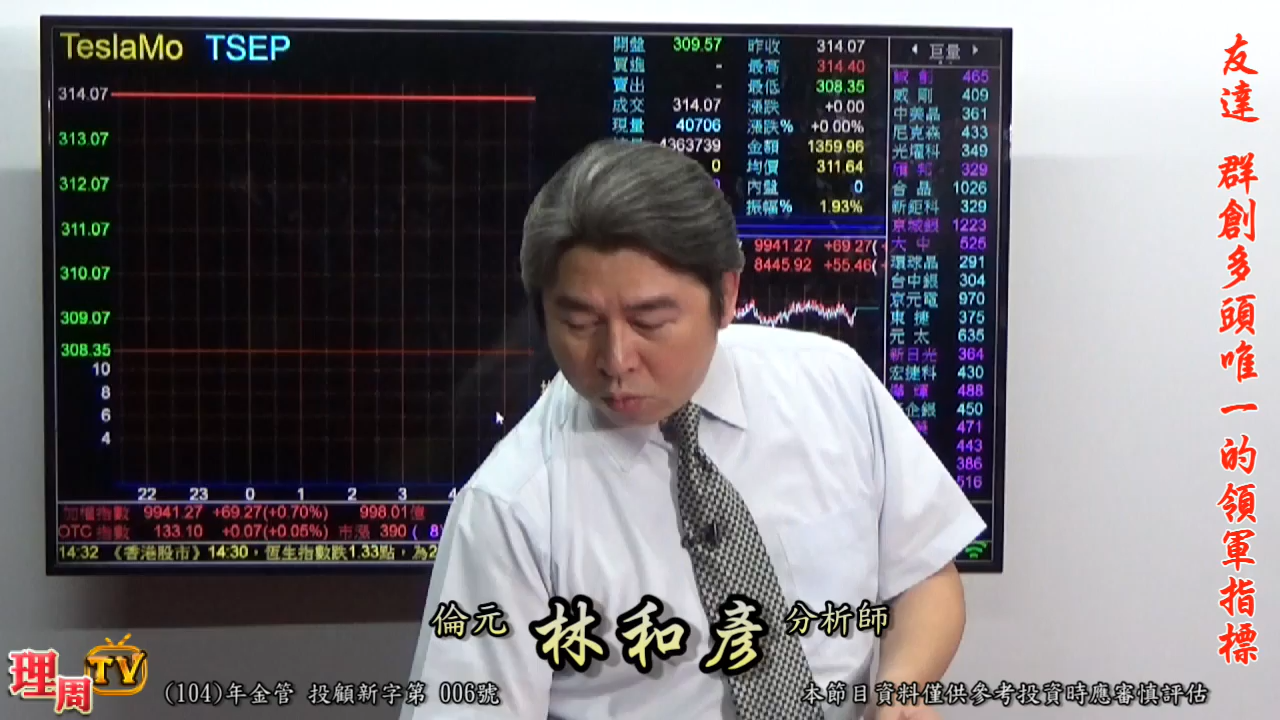 TeslaMo TSEP
開盤 309.57 昨收 314.07
買進 - 最高 314.40
賣出 - 最低 308.35
成交 314.07 漲跌 +0.00
現量 40706 漲跌% +0.00%
4363739 金額 1359.96
0 均價 311.64
內盤 0
振幅% 1.93%
9941.27 +69.27(
8445.92 +55.46(
巨量
誠創 465
威剛 409
中美晶 361
尼克森 433
光燿科 349
頎邦 329
合晶 1026
新鉅科 329
京城銀 1223
大中 525
環球晶 291
台中銀 304
京元電 970
東捷 375
元太 635
新日光 364
宏捷科 430
488
企銀 450
471
443
386
516
314.07
313.07
312.07
311.07
310.07
309.07
308.35
10
8
6
4
22 23 0 1 2 3 4
加權指數 9941.27 +69.27(+0.70%) 998.01億
OTC指數 133.10 +0.07(+0.05%) 市漲 390 ( 8)
14:32 《香港股市》14:30，恆生指數跌1.33點，為2
友達 群創多頭唯一的領軍指標
倫元 林和彥 分析師
理周TV
(104)年金管 投顧新字第 006號
本節目資料僅供參考投資時應審慎評估